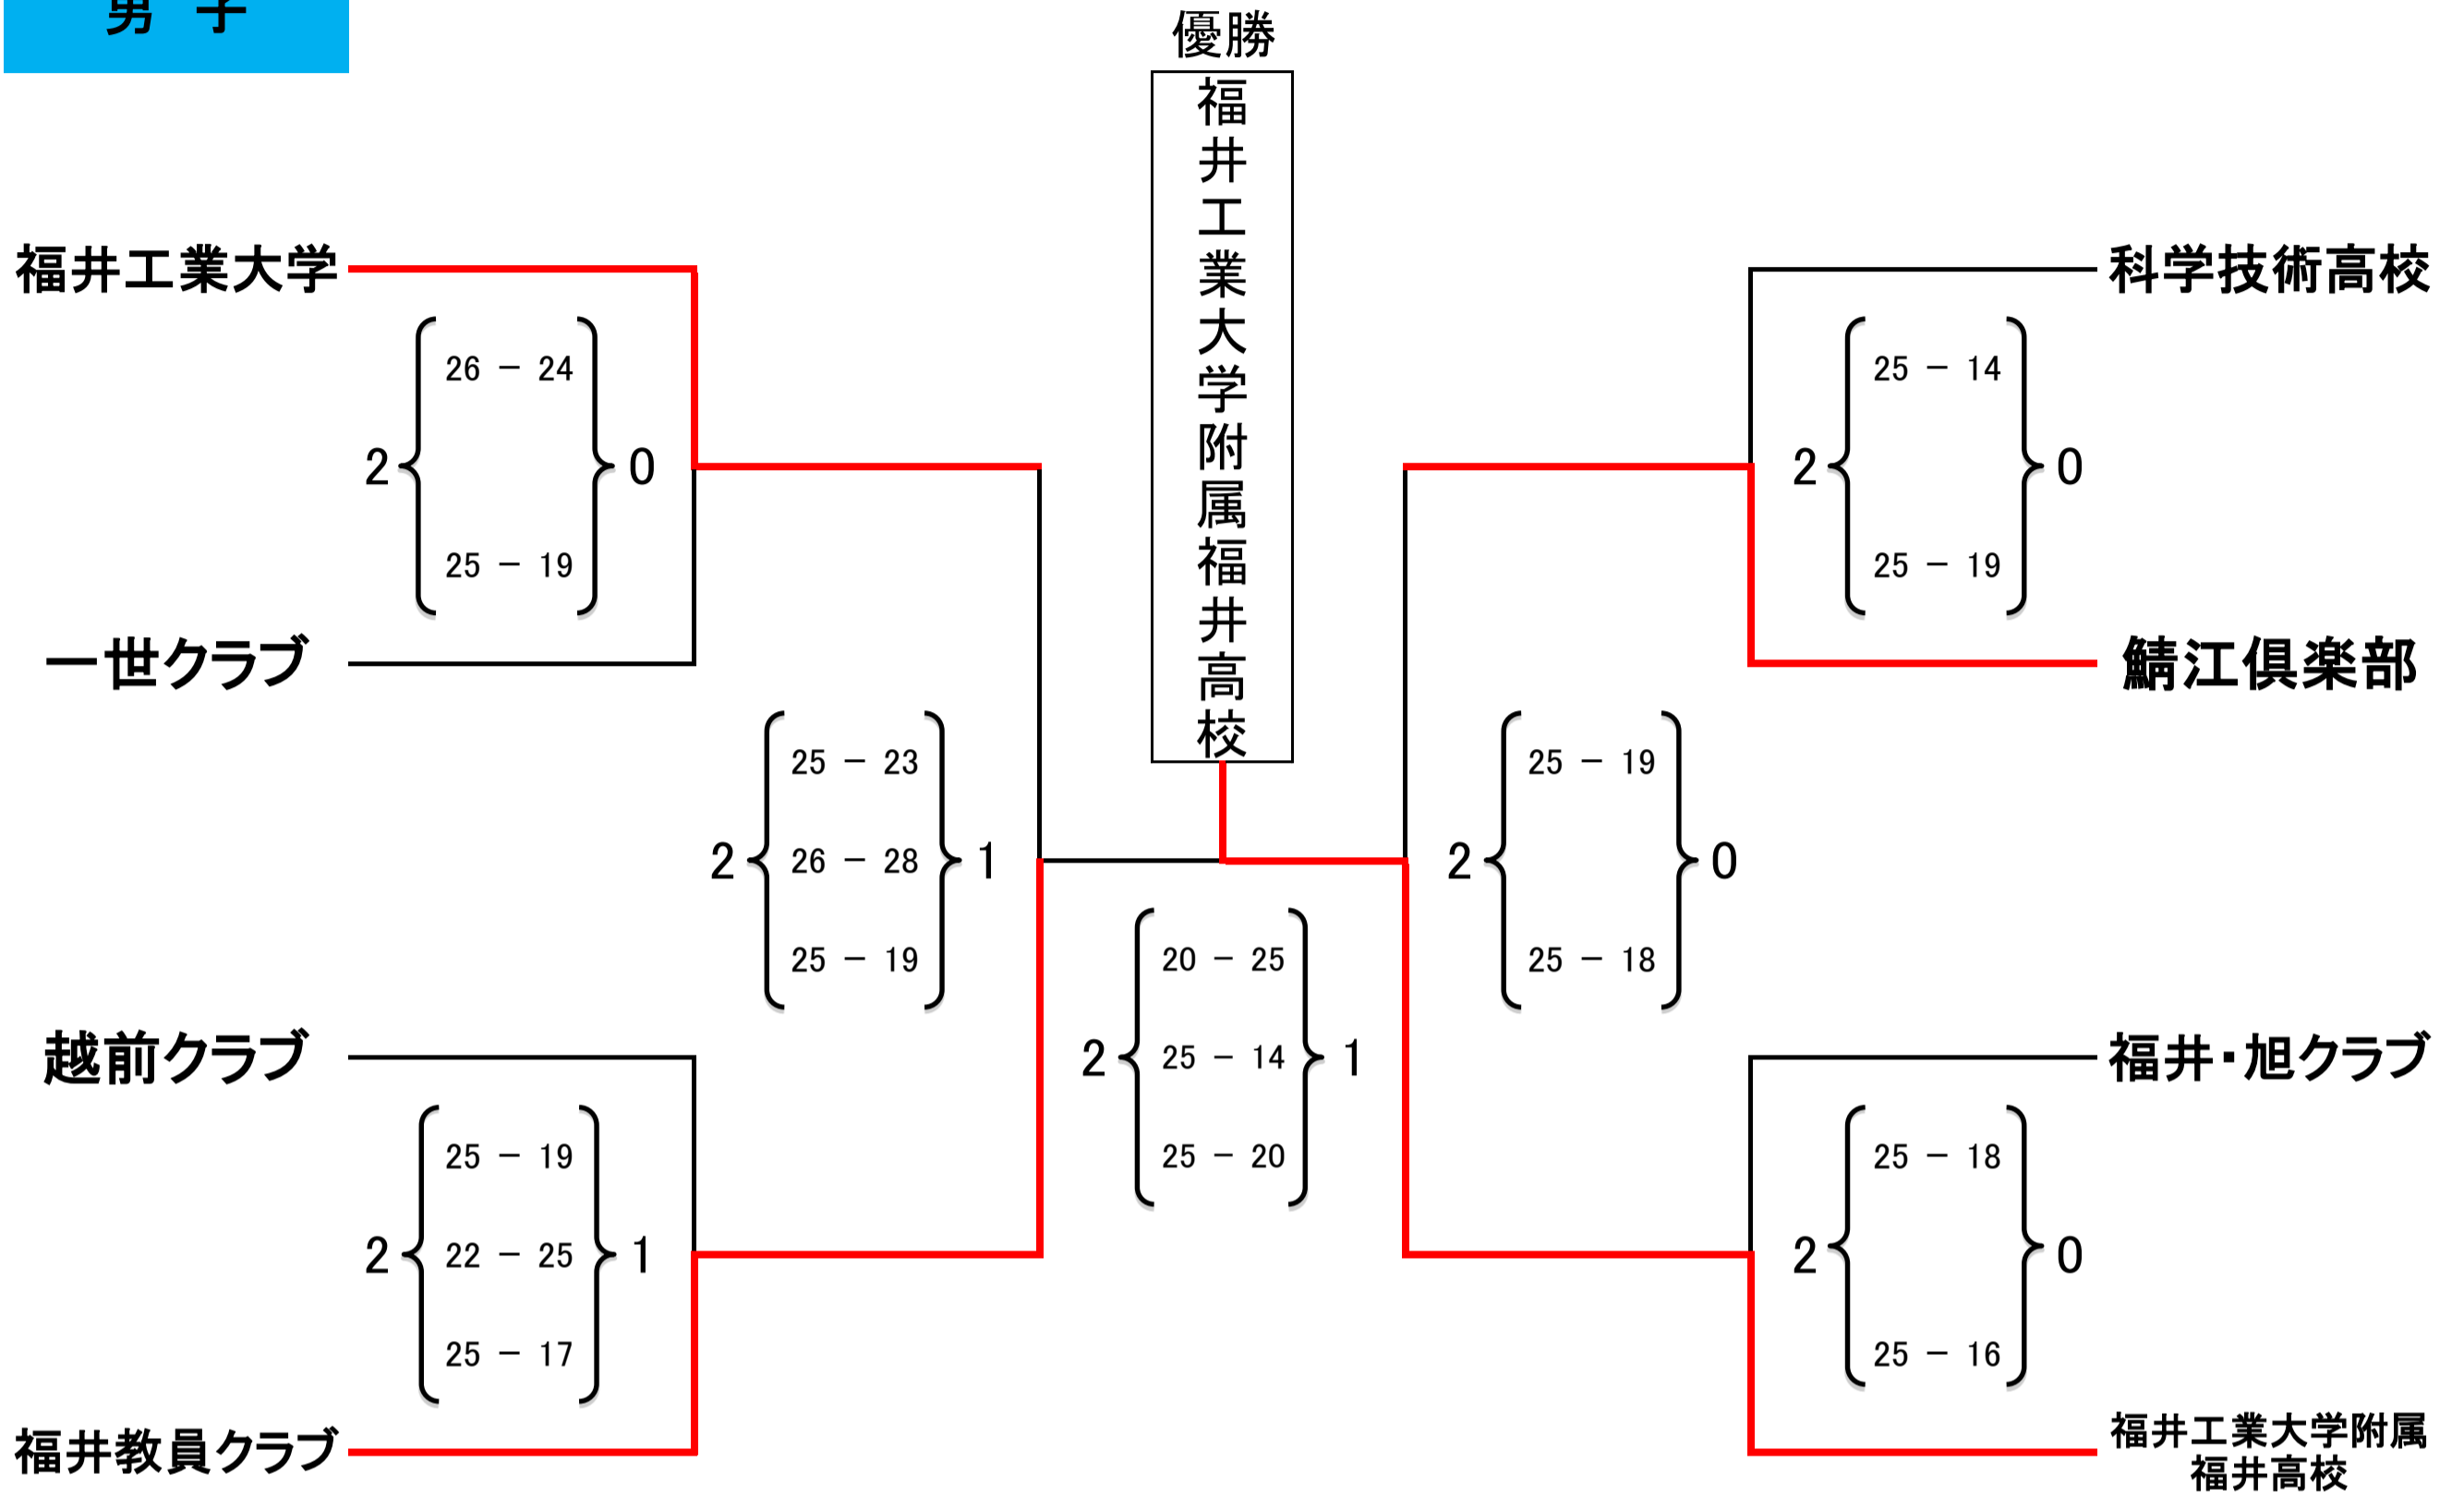 男 子
優勝
福井工業大学附属福井高校
福井工業大学
26 － 24
2 0
25 － 19
一世クラブ
25 － 23
2 26 － 28 1
25 － 19
越前クラブ
25 － 19
2 22 － 25 1
25 － 17
福井教員クラブ
20 － 25
2 25 － 14 1
25 － 20
科学技術高校
25 － 14
2 0
25 － 19
鯖江倶楽部
25 － 19
2 0
25 － 18
福井・旭クラブ
25 － 18
2 0
25 － 16
福井工業大学附属
福井高校